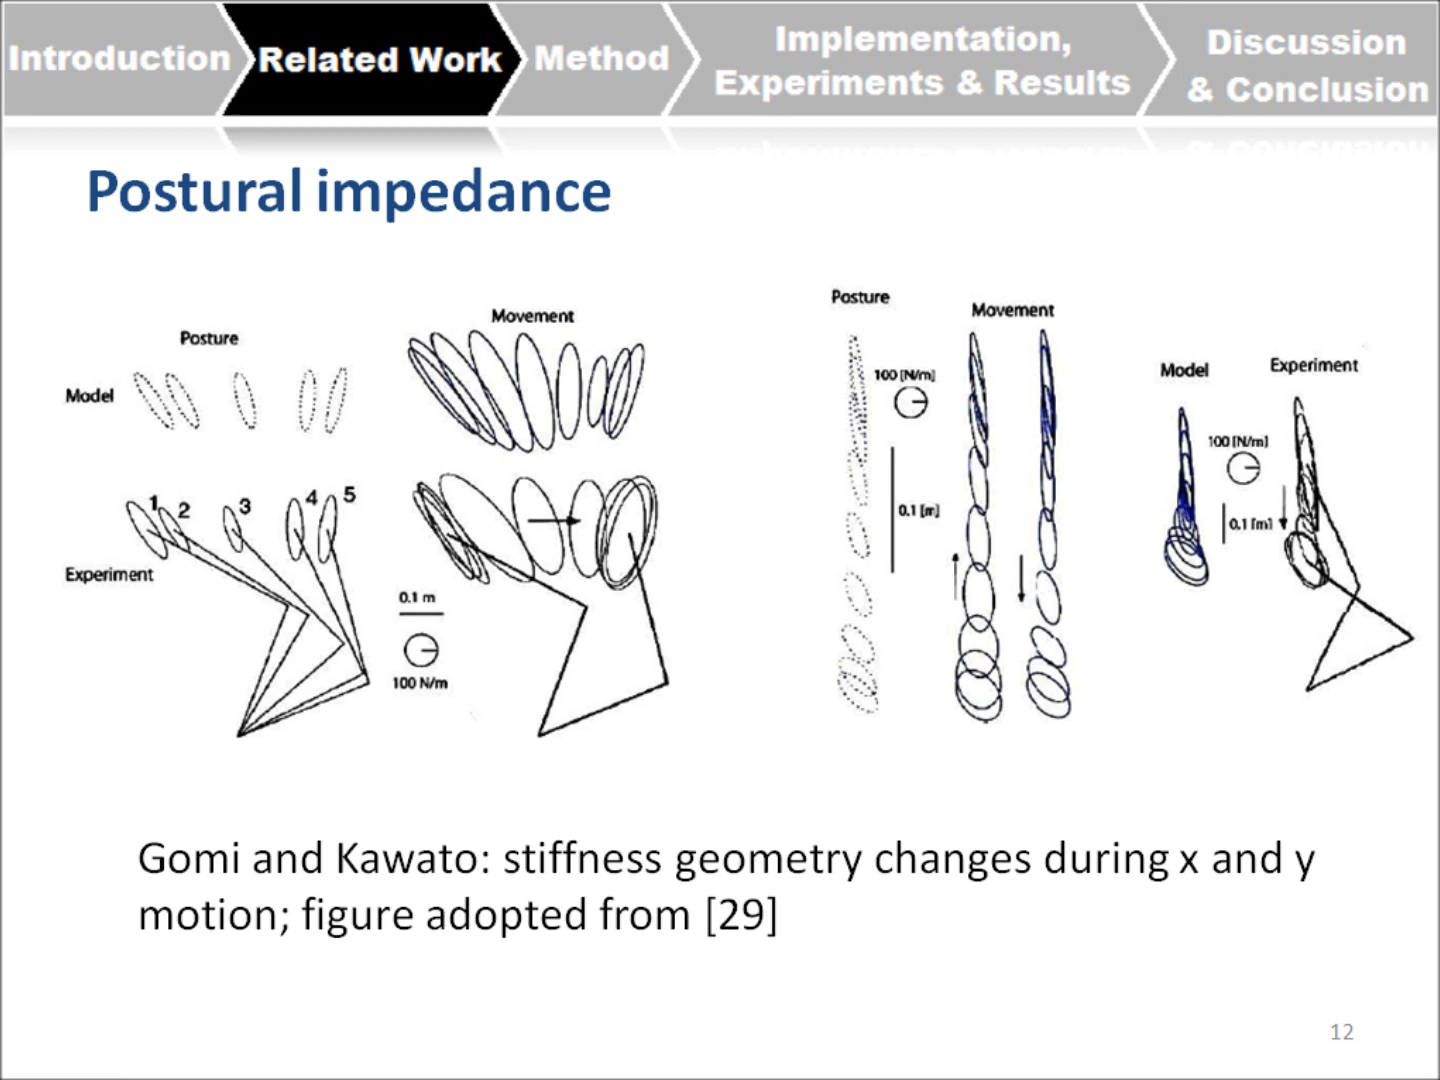 Introduction
Related Work
Method
Implementation,
Experiments & Results
Discussion
& Conclusion
Postural impedance
Posture
Movement
Model
1
2
3
4
5
Experiment
0.1 m
100 N/m
Posture
Movement
100 [N/m]
0.1 [m]
Model
Experiment
100 [N/m]
0.1 [m]
Gomi and Kawato: stiffness geometry changes during x and y
motion; figure adopted from [29]
12